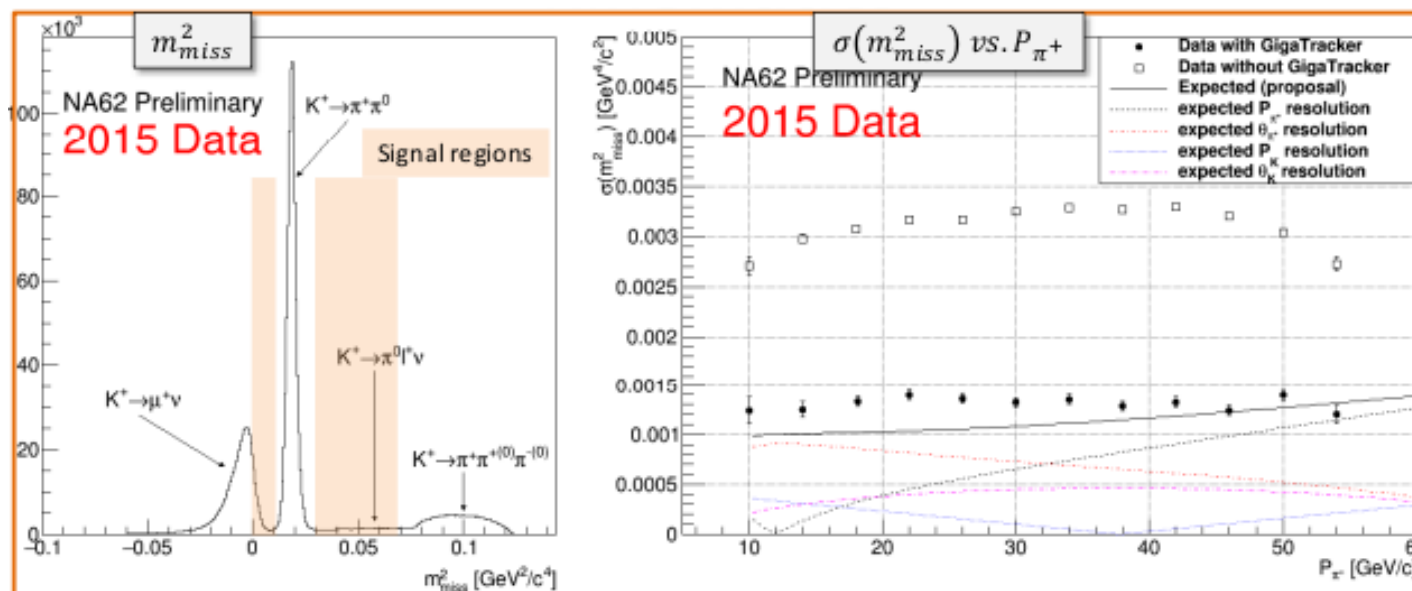 m²miss
×10³
NA62 Preliminary
2015 Data
K⁺→π⁺π⁰
Signal regions
K⁺→π⁰l⁺ν
K⁺→μ⁺ν
K⁺→π⁺π⁺⁽⁰⁾π⁻⁽⁰⁾
100
80
60
40
20
0
−0.1 −0.05 0 0.05 0.1
m²miss [GeV²/c⁴]
σ(m²miss) vs. Pπ+
σ(m²miss) [GeV⁴/c²]
NA62 Preliminary
2015 Data
Data with GigaTracker
Data without GigaTracker
Expected (proposal)
expected Pπ⁺ resolution
expected θπ⁺ resolution
expected PK resolution
expected θK resolution
0.005
0.0045
0.004
0.0035
0.003
0.0025
0.002
0.0015
0.001
0.0005
0
10 20 30 40 50
Pπ⁺ [GeV/c]